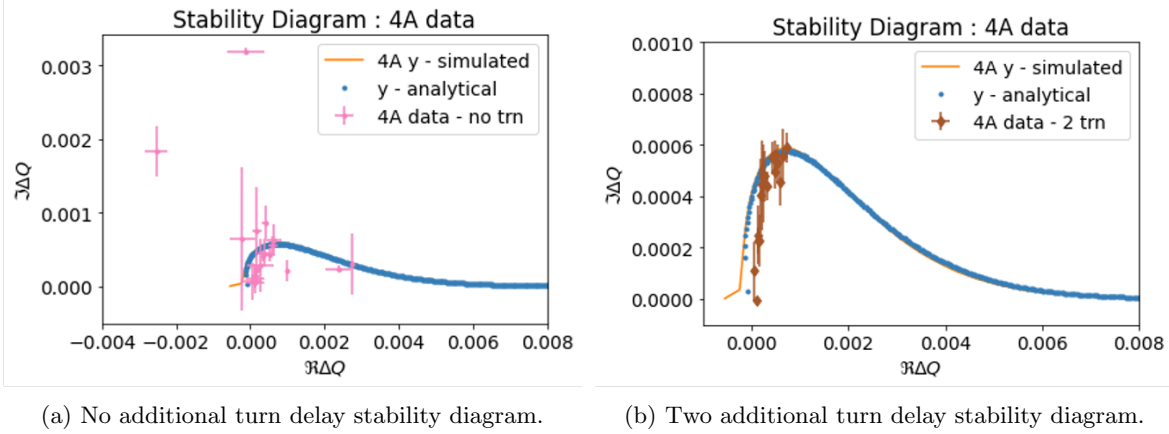 Stability Diagram : 4A data
4A y - simulated
y - analytical
4A data - no trn
0.003
0.002
0.001
0.000
ℑΔQ
−0.004 −0.002 0.000 0.002 0.004 0.006 0.008
ℜΔQ
(a) No additional turn delay stability diagram.
Stability Diagram : 4A data
4A y - simulated
y - analytical
4A data - 2 trn
0.0010
0.0008
0.0006
0.0004
0.0002
0.0000
ℑΔQ
0.000 0.002 0.004 0.006 0.008
ℜΔQ
(b) Two additional turn delay stability diagram.